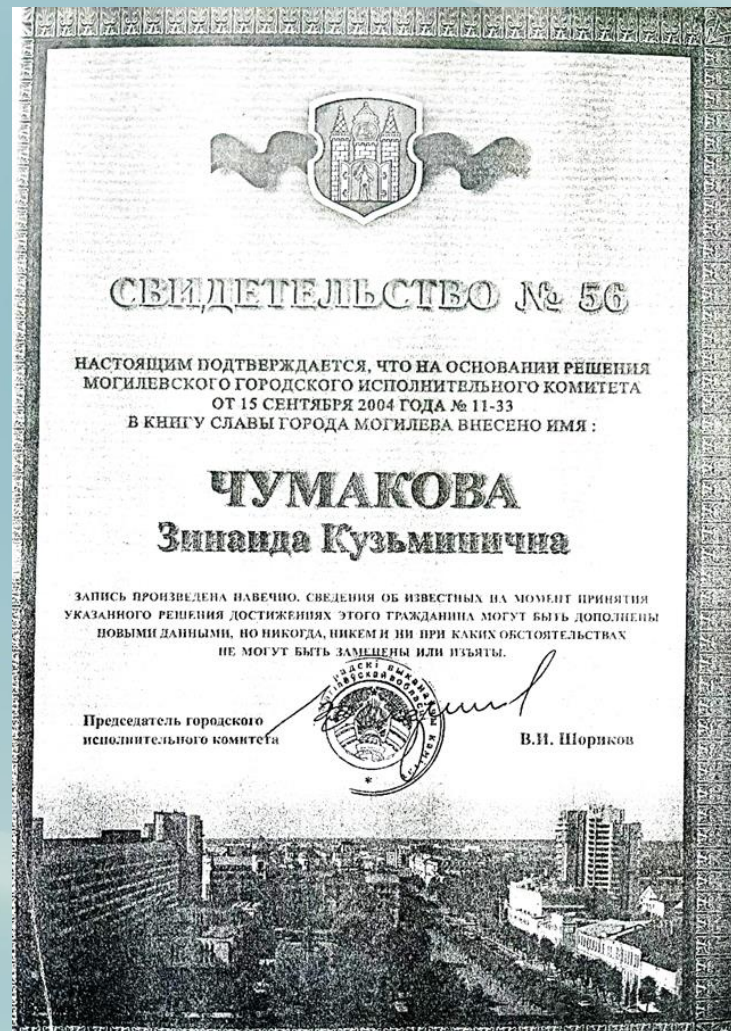 СВИДЕТЕЛЬСТВО № 56
НАСТОЯЩИМ ПОДТВЕРЖДАЕТСЯ, ЧТО НА ОСНОВАНИИ РЕШЕНИЯ
МОГИЛЕВСКОГО ГОРОДСКОГО ИСПОЛНИТЕЛЬНОГО КОМИТЕТА
ОТ 15 СЕНТЯБРЯ 2004 ГОДА № 11-33
В КНИГУ СЛАВЫ ГОРОДА МОГИЛЕВА ВНЕСЕНО ИМЯ :
ЧУМАКОВА
Зинаида Кузьминична
ЗАПИСЬ ПРОИЗВЕДЕНА НАВЕЧНО. СВЕДЕНИЯ ОБ ИЗВЕСТНЫХ НА МОМЕНТ ПРИНЯТИЯ
УКАЗАННОГО РЕШЕНИЯ ДОСТИЖЕНИЯХ ЭТОГО ГРАЖДАНИНА МОГУТ БЫТЬ ДОПОЛНЕНЫ
НОВЫМИ ДАННЫМИ, НО НИКОГДА, НИКЕМ И НИ ПРИ КАКИХ ОБСТОЯТЕЛЬСТВАХ
НЕ МОГУТ БЫТЬ ЗАМЕНЕНЫ ИЛИ ИЗЪЯТЫ.
Председатель городского
исполнительного комитета
В.И. Шориков